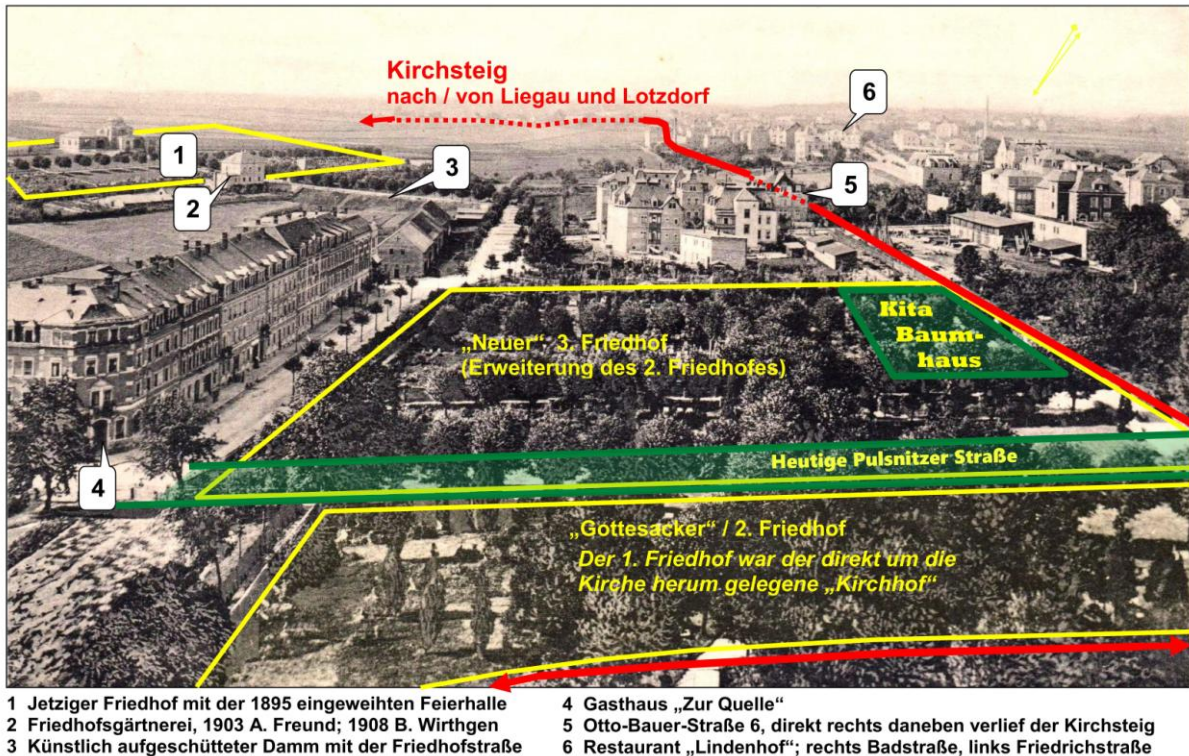 Kirchsteig
nach / von Liegau und Lotzdorf
6
1
3
2
5
Kita
Baum-
haus
„Neuer“ 3. Friedhof
(Erweiterung des 2. Friedhofes)
Heutige Pulsnitzer Straße
4
„Gottesacker“ / 2. Friedhof
Der 1. Friedhof war der direkt um die
Kirche herum gelegene „Kirchhof“
1 Jetziger Friedhof mit der 1895 eingeweihten Feierhalle
2 Friedhofsgärtnerei, 1903 A. Freund; 1908 B. Wirthgen
3 Künstlich aufgeschütteter Damm mit der Friedhofstraße
4 Gasthaus „Zur Quelle“
5 Otto-Bauer-Straße 6, direkt rechts daneben verlief der Kirchsteig
6 Restaurant „Lindenhof“; rechts Badstraße, links Friedrichstraße